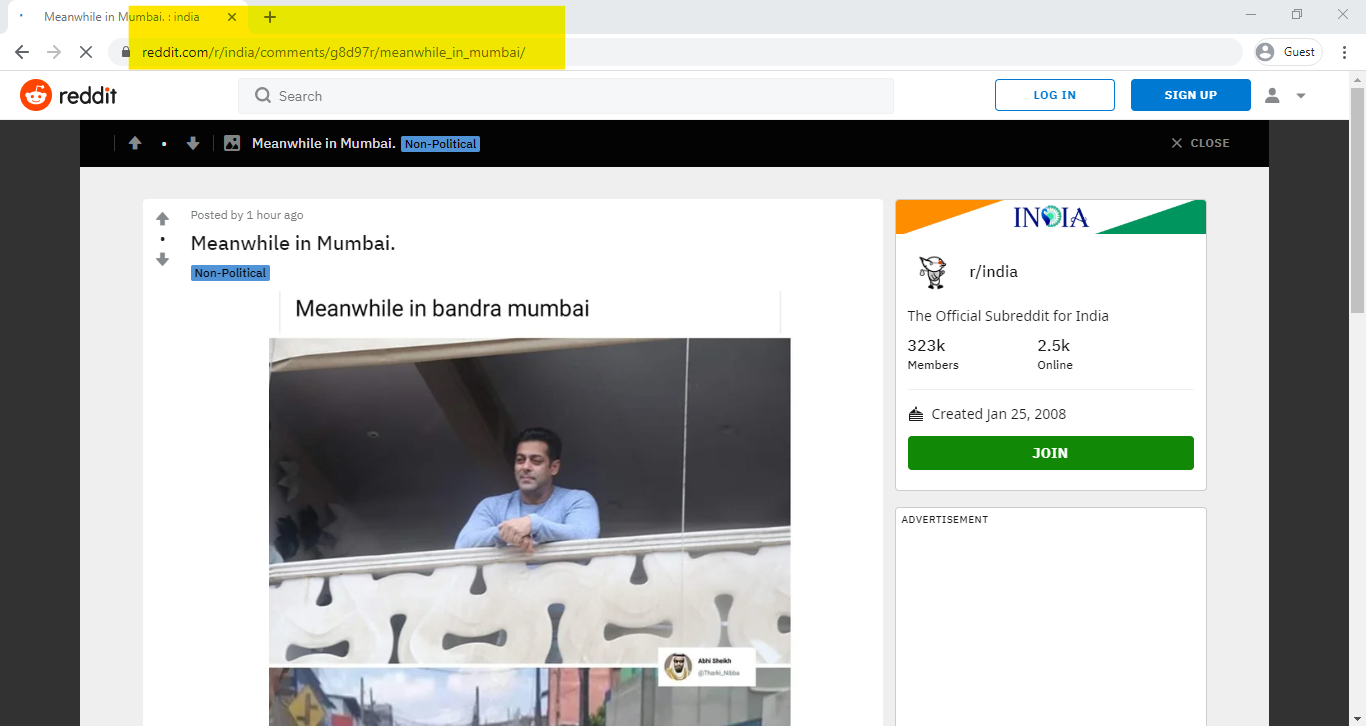 Meanwhile in Mumbai. : india
reddit.com/r/india/comments/g8d97r/meanwhile_in_mumbai/
Guest
reddit
Search
LOG IN
SIGN UP
Meanwhile in Mumbai. Non-Political
CLOSE
Posted by 1 hour ago
Meanwhile in Mumbai.
Non-Political
Meanwhile in bandra mumbai
Abhi Sheikh
@Tharki_Nibba
INDIA
r/india
The Official Subreddit for India
323k
Members
2.5k
Online
Created Jan 25, 2008
JOIN
ADVERTISEMENT